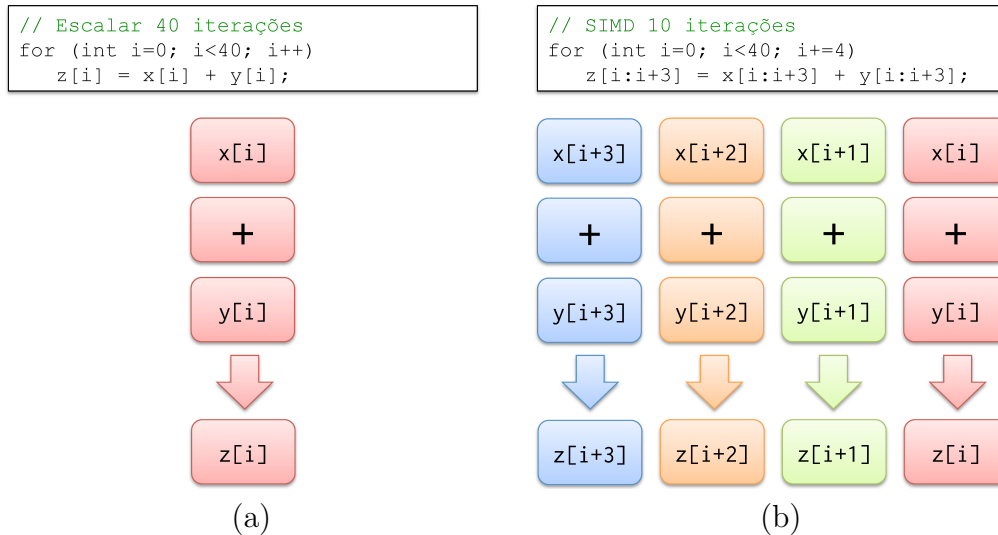 // Escalar 40 iterações
for (int i=0; i<40; i++)
   z[i] = x[i] + y[i];
x[i]
+
y[i]
z[i]
(a)
// SIMD 10 iterações
for (int i=0; i<40; i+=4)
   z[i:i+3] = x[i:i+3] + y[i:i+3];
x[i+3] x[i+2] x[i+1] x[i]
+ + + +
y[i+3] y[i+2] y[i+1] y[i]
z[i+3] z[i+2] z[i+1] z[i]
(b)